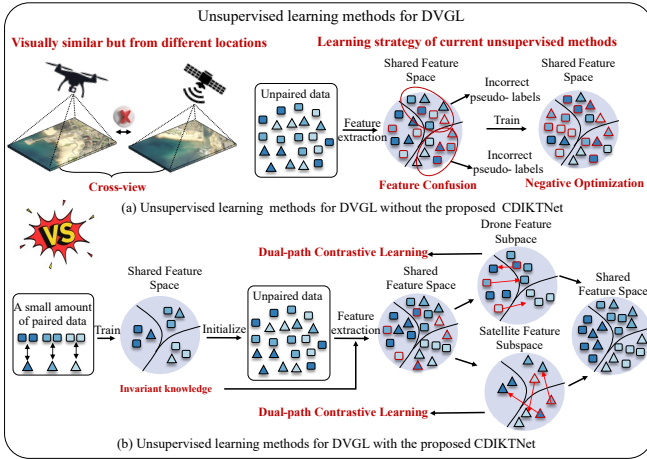 Unsupervised learning methods for DVGL
Visually similar but from different locations
Learning strategy of current unsupervised methods
Unpaired data
Feature
extraction
Shared Feature
Space
Incorrect
pseudo- labels
Train
Incorrect
pseudo- labels
Shared Feature
Space
Cross-view
Feature Confusion
Negative Optimization
(a) Unsupervised learning methods for DVGL without the proposed CDIKTNet
VS
Dual-path Contrastive Learning
Drone Feature
Subspace
A small amount
of paired data
Train
Shared Feature
Space
Initialize
Unpaired data
Feature
extraction
Shared
Feature Space
Shared
Feature Space
Satellite Feature
Subspace
Invariant knowledge
Dual-path Contrastive Learning
(b) Unsupervised learning methods for DVGL with the proposed CDIKTNet